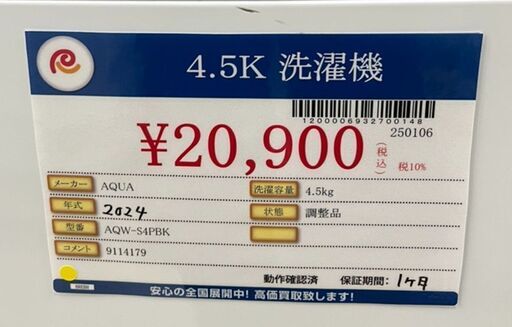 4.5K 洗濯機
1200006932700148
250106
¥20,900 (税込) 税10%
メーカー AQUA
洗濯容量 4.5kg
年式 2024
状態 調整品
型番 AQW-S4PBK
コメント 9114179
動作確認済 保証期間: 1ヶ月
安心の全国展開中!高価買取致します!